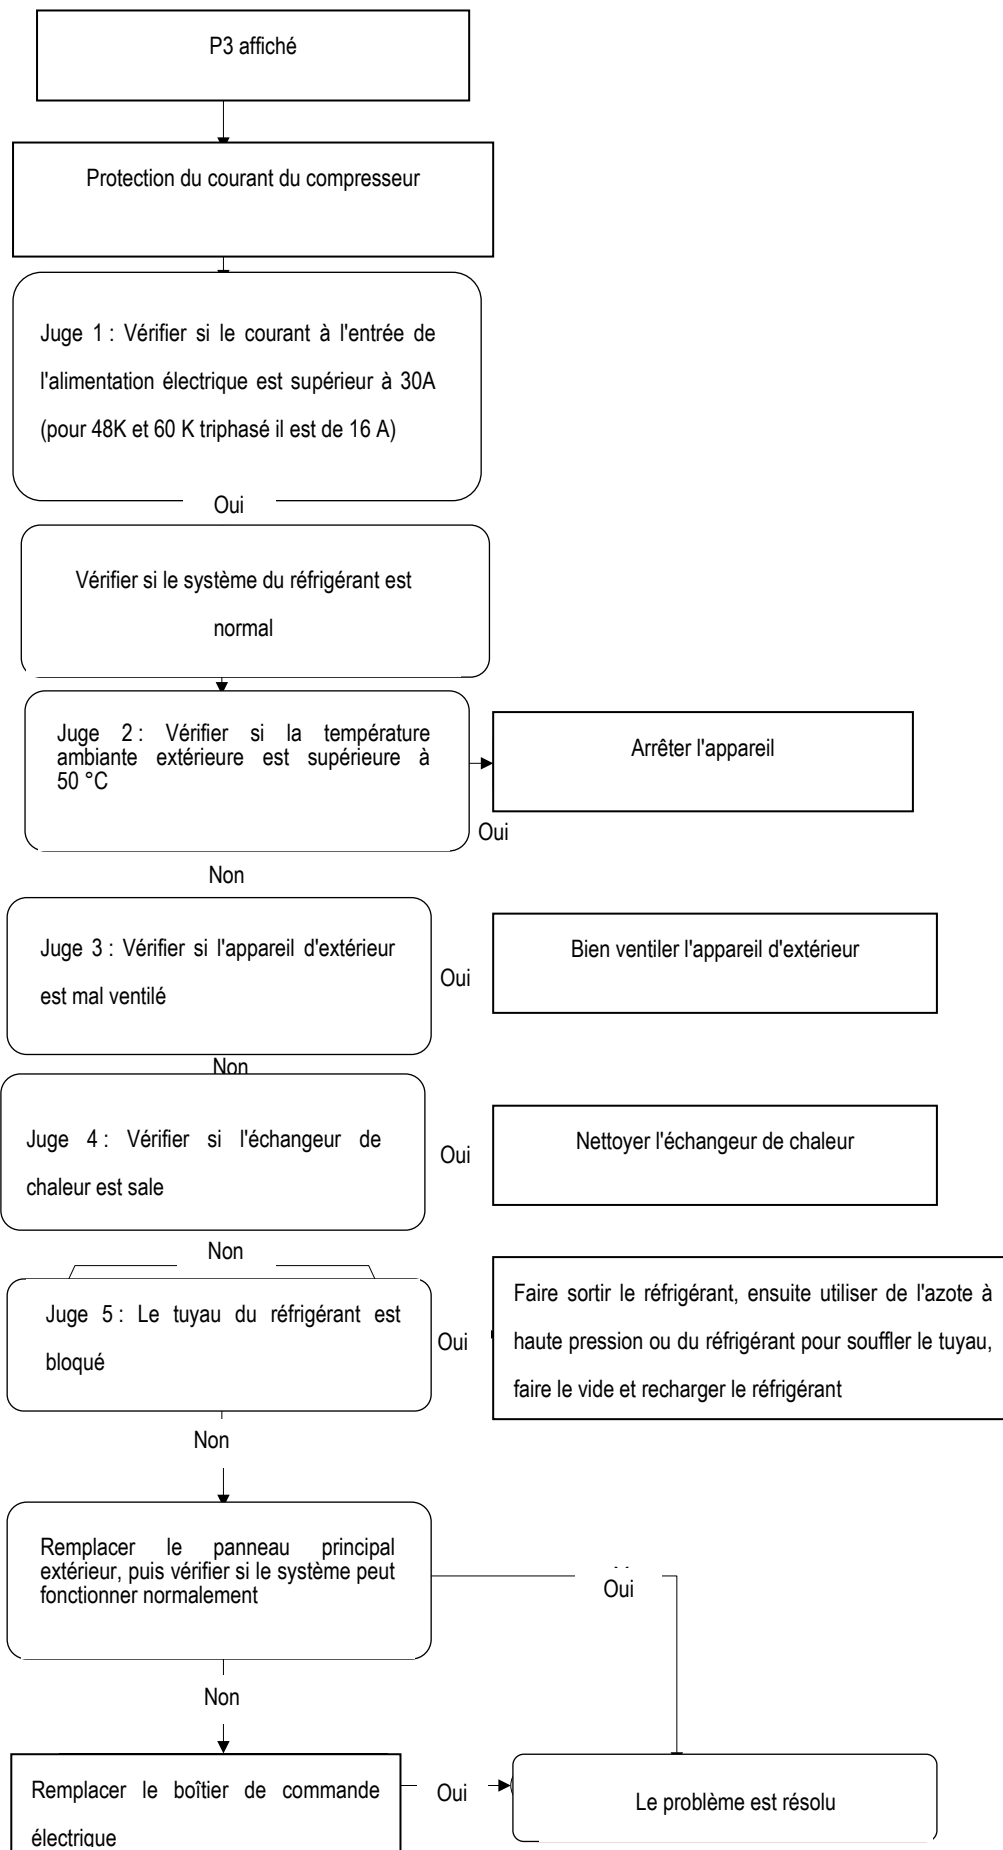 P3 affiché
Protection du courant du compresseur
Juge 1 : Vérifier si le courant à l'entrée de
l'alimentation électrique est supérieur à 30A
(pour 48K et 60 K triphasé il est de 16 A)
Oui
Vérifier si le système du réfrigérant est
normal
Juge 2 : Vérifier si la température
ambiante extérieure est supérieure à
50 °C
Arrêter l'appareil
Oui
Non
Juge 3 : Vérifier si l'appareil d'extérieur
est mal ventilé
Oui
Bien ventiler l'appareil d'extérieur
Non
Juge 4 : Vérifier si l'échangeur de
chaleur est sale
Oui
Nettoyer l'échangeur de chaleur
Non
Juge 5 : Le tuyau du réfrigérant est
bloqué
Oui
Faire sortir le réfrigérant, ensuite utiliser de l'azote à
haute pression ou du réfrigérant pour souffler le tuyau,
faire le vide et recharger le réfrigérant
Non
Remplacer le panneau principal
extérieur, puis vérifier si le système peut
fonctionner normalement
Oui
Non
Remplacer le boîtier de commande
électrique
Oui
Le problème est résolu